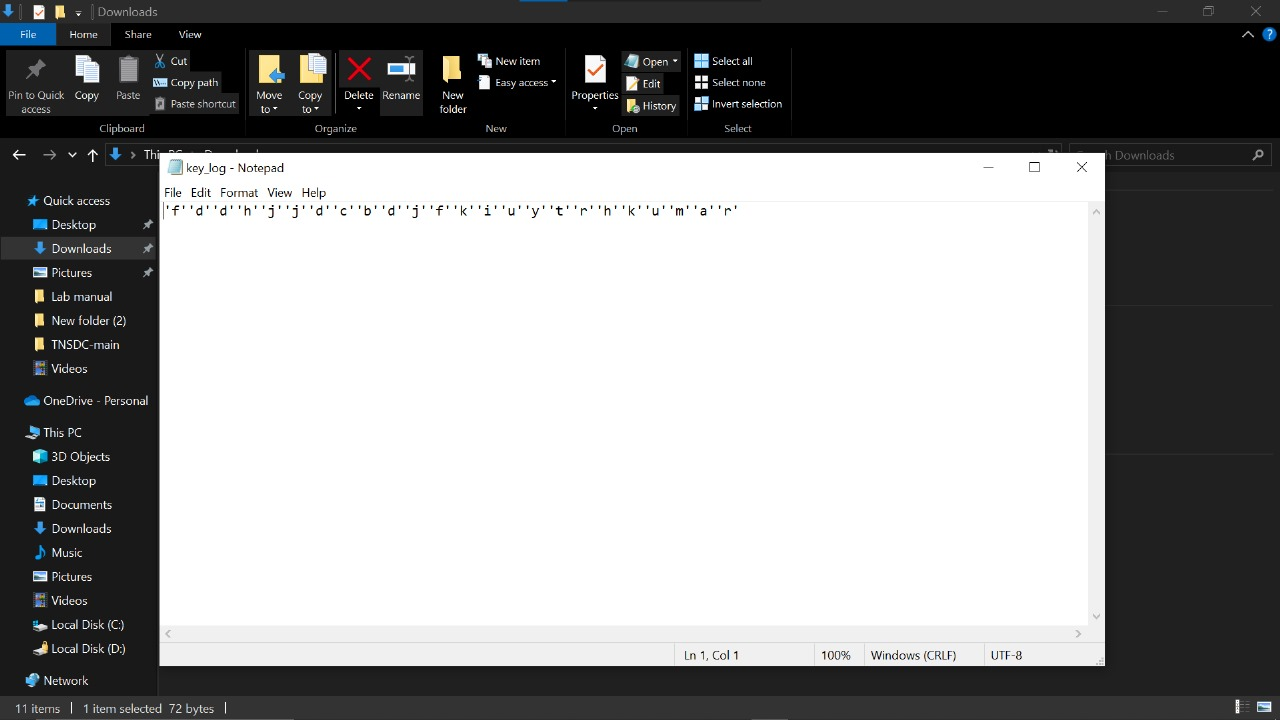 Downloads
File Home Share View
Pin to Quick access
Copy
Paste
Cut
Copy path
Paste shortcut
Clipboard
Move to
Copy to
Delete
Rename
Organize
New folder
New item
Easy access
New
Properties
Open
Edit
History
Open
Select all
Select none
Invert selection
Select
Downloads
key_log - Notepad
File Edit Format View Help
'f''d''d''h''j''j''d''c''b''d''j''f''k''i''u''y''t''r''h''k''u''m''a''r'
Quick access
Desktop
Downloads
Pictures
Lab manual
New folder (2)
TNSDC-main
Videos
OneDrive - Personal
This PC
3D Objects
Desktop
Documents
Downloads
Music
Pictures
Videos
Local Disk (C:)
Local Disk (D:)
Network
Ln 1, Col 1 100% Windows (CRLF) UTF-8
11 items 1 item selected 72 bytes